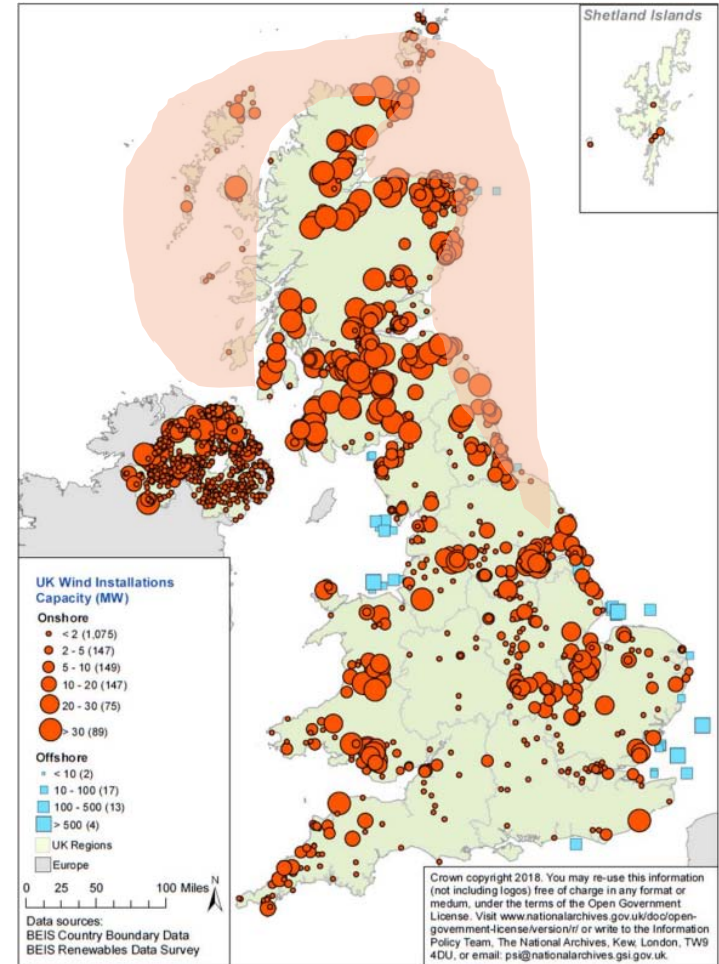 Shetland Islands
UK Wind Installations
Capacity (MW)
Onshore
< 2 (1,075)
2 - 5 (147)
5 - 10 (149)
10 - 20 (147)
20 - 30 (75)
> 30 (89)
Offshore
< 10 (2)
10 - 100 (17)
100 - 500 (13)
> 500 (4)
UK Regions
Europe
N
0 25 50 100 Miles
Data sources:
BEIS Country Boundary Data
BEIS Renewables Data Survey
Crown copyright 2018. You may re-use this information
(not including logos) free of charge in any format or
medum, under the terms of the Open Government
License. Visit www.nationalarchives.gov.uk/doc/open-
government-license/version/r/ or write to the Information
Policy Team, The National Archives, Kew, London, TW9
4DU, or email: psi@nationalarchives.gsi.gov.uk.